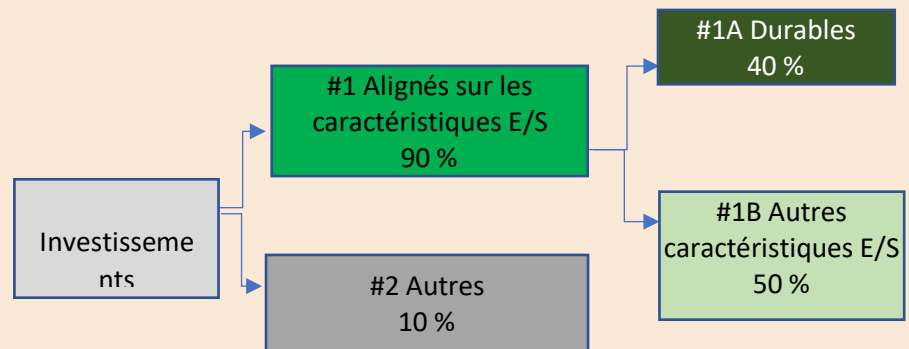 #1A Durables
40 %
#1 Alignés sur les
caractéristiques E/S
90 %
Investisseme
nts
#1B Autres
caractéristiques E/S
50 %
#2 Autres
10 %